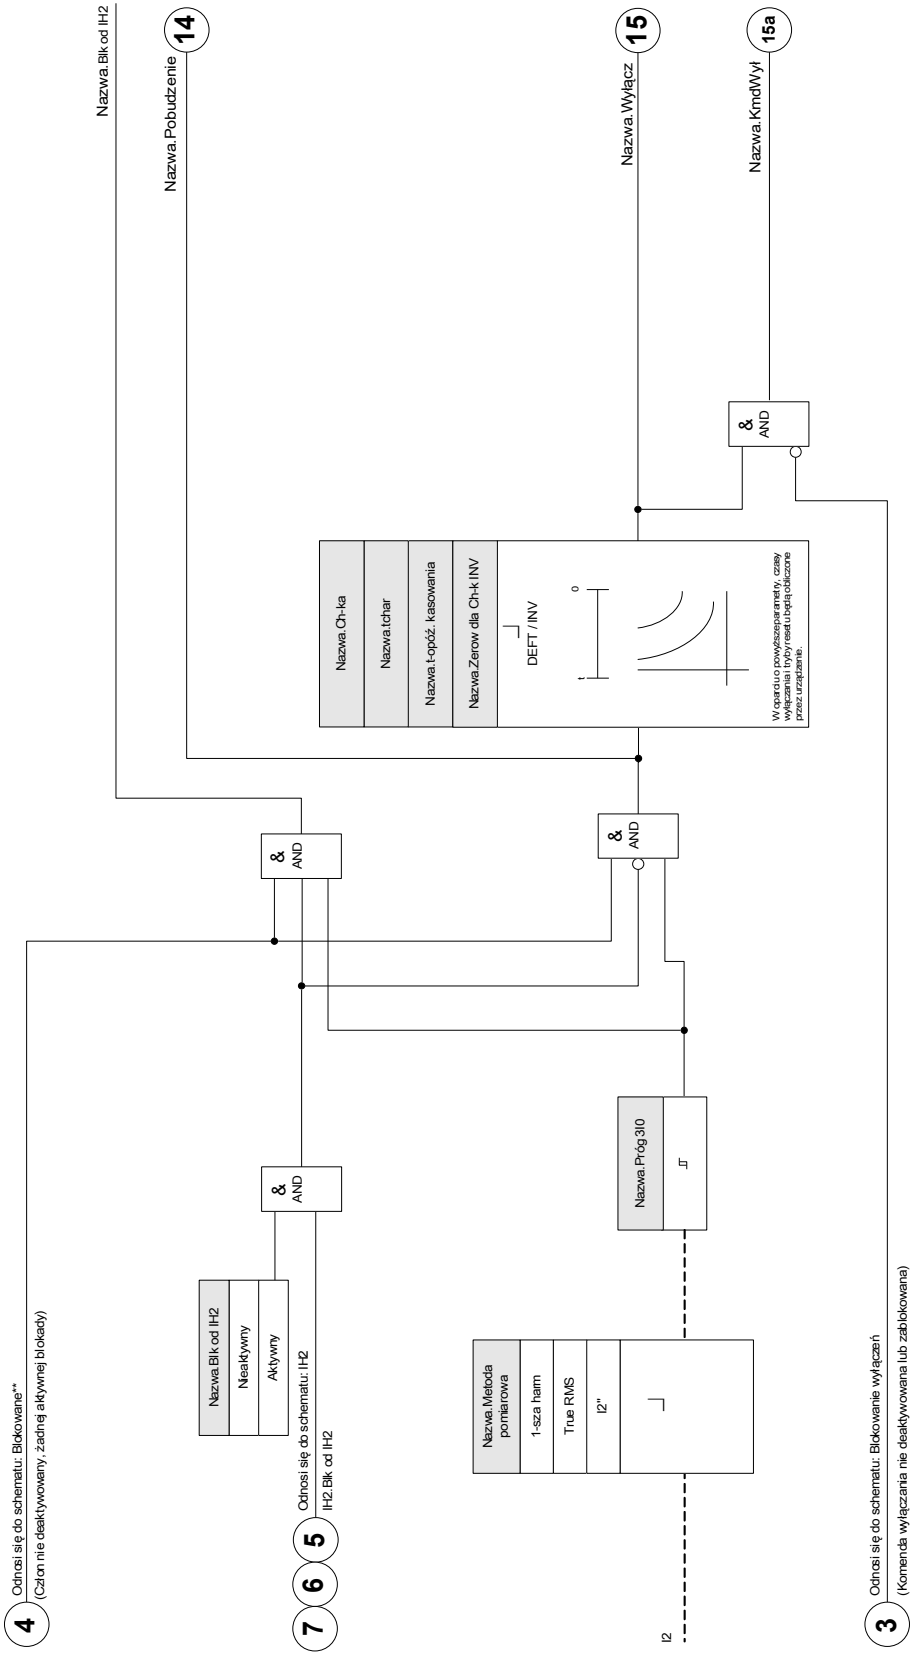 4
Odnosi się do schematu: Blokowane**
(Człon nie deaktywowany, żadnej aktywnej blokady)
Nazwa.Blk od IH2
14
Nazwa.Pobudzenie
Nazwa.Blk od IH2
Nieaktywny
Aktywny
&
AND
&
AND
7
6
5
Odnosi się do schematu: IH2
IH2.Blk od IH2
Nazwa.Ch-ka
Nazwa.tchar
Nazwa.t-opóź. kasowania
Nazwa.Zerow dla Ch-k INV
DEFT / INV
t
0
W oparciu o powyższe parametry, czasy
wyłączania i tryby resetu będą obliczone
przez urządzenie.
15
Nazwa.Wyłącz
Nazwa.Metoda
pomiarowa
1-sza harm
True RMS
I2"
Nazwa.Próg 3I0
&
AND
I2
&
AND
15a
Nazwa.KmdWył
3
Odnosi się do schematu: Blokowanie wyłączeń
(Komenda wyłączania nie deaktywowana lub zablokowana)